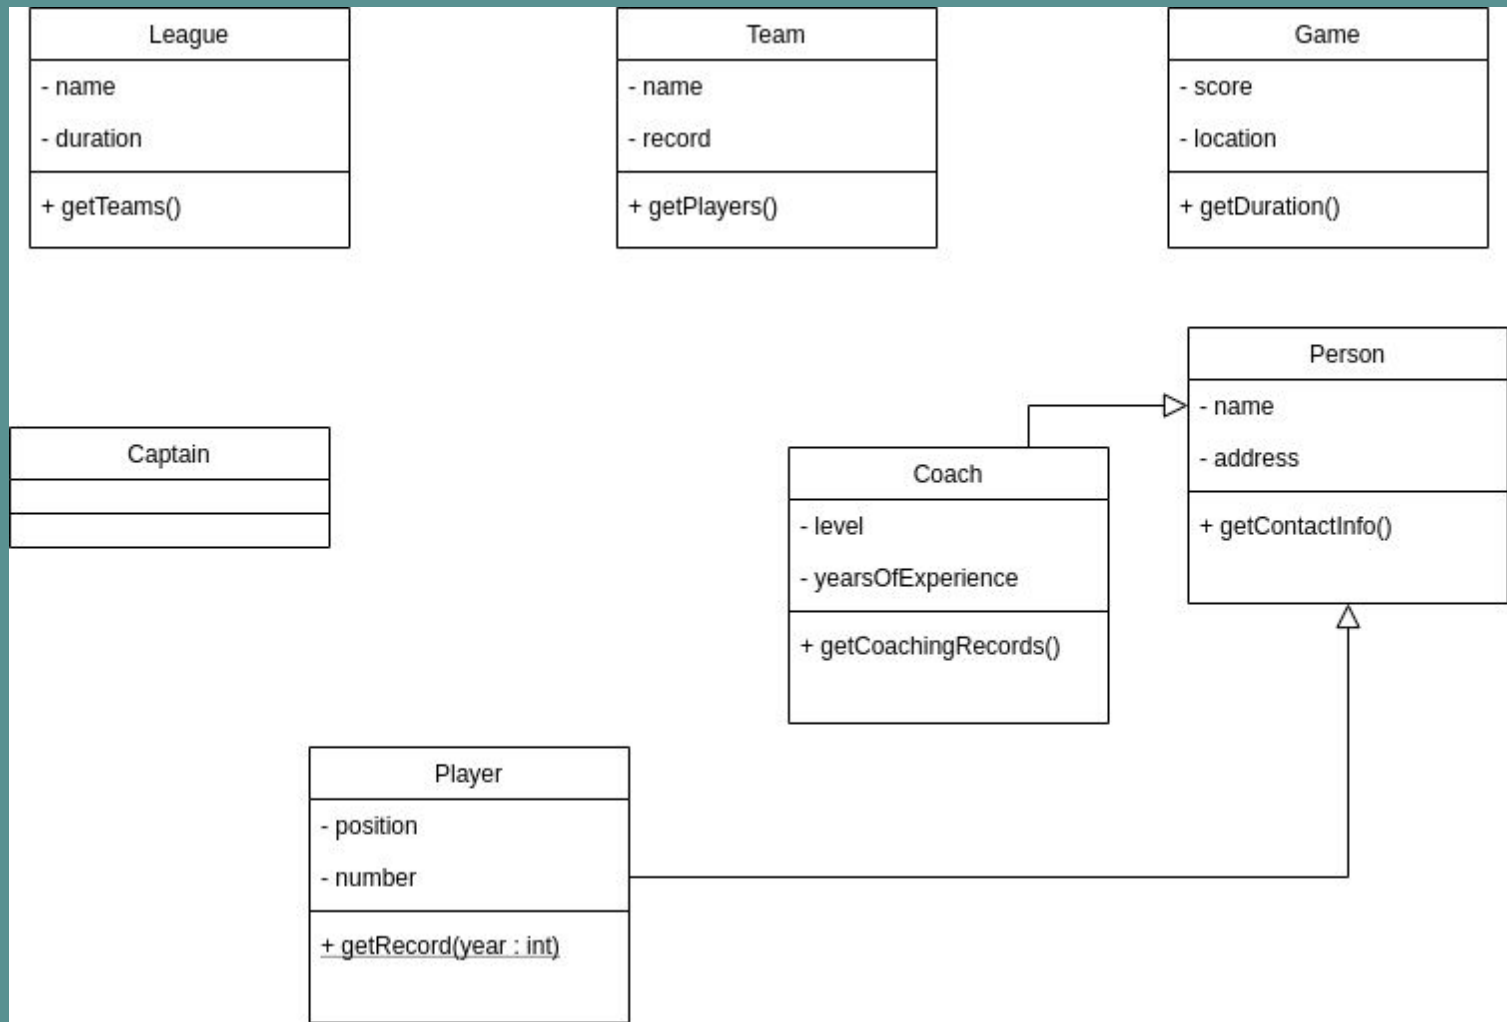 League
- name
- duration
+ getTeams()
Team
- name
- record
+ getPlayers()
Game
- score
- location
+ getDuration()
Person
- name
- address
+ getContactInfo()
Captain
Coach
- level
- yearsOfExperience
+ getCoachingRecords()
Player
- position
- number
+ getRecord(year : int)